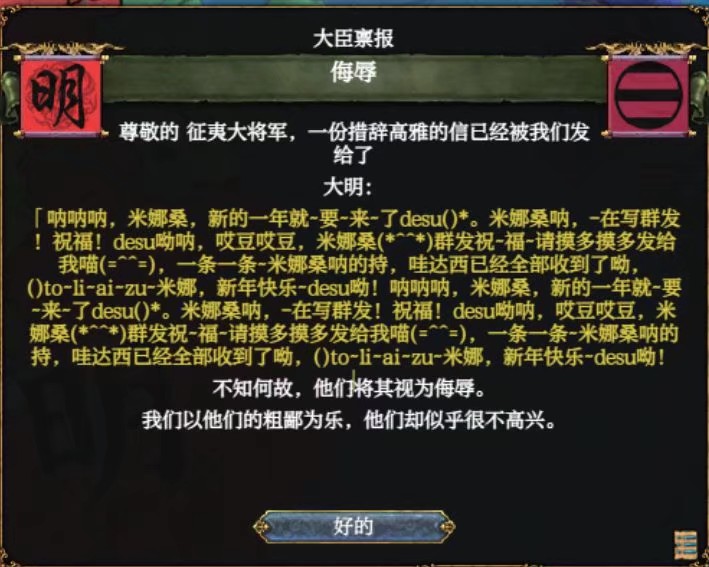 大臣禀报
侮辱
明
尊敬的 征夷大将军，一份措辞高雅的信已经被我们发
给了
大明：
「呐呐呐，米娜桑，新的一年就~要~来~了desu()*。米娜桑呐，~在写群发
！祝福！desu呦呐，哎豆哎豆，米娜桑(*^^*)群发祝~福~请摸多摸多发给
我喵(=^^=)，一条一条~米娜桑呐的持，哇达西已经全部收到了呦，
()to~li~ai~zu~米娜，新年快乐~desu呦！呐呐呐，米娜桑，新的一年就~要
~来~了desu()*。米娜桑呐，~在写群发！祝福！desu呦呐，哎豆哎豆，米
娜桑(*^^*)群发祝~福~请摸多摸多发给我喵(=^^=)，一条一条~米娜桑呐的
持，哇达西已经全部收到了呦，()to~li~ai~zu~米娜，新年快乐~desu呦！
不知何故，他们将其视为侮辱。
我们以他们的粗鄙为乐，他们却似乎很不高兴。
好的